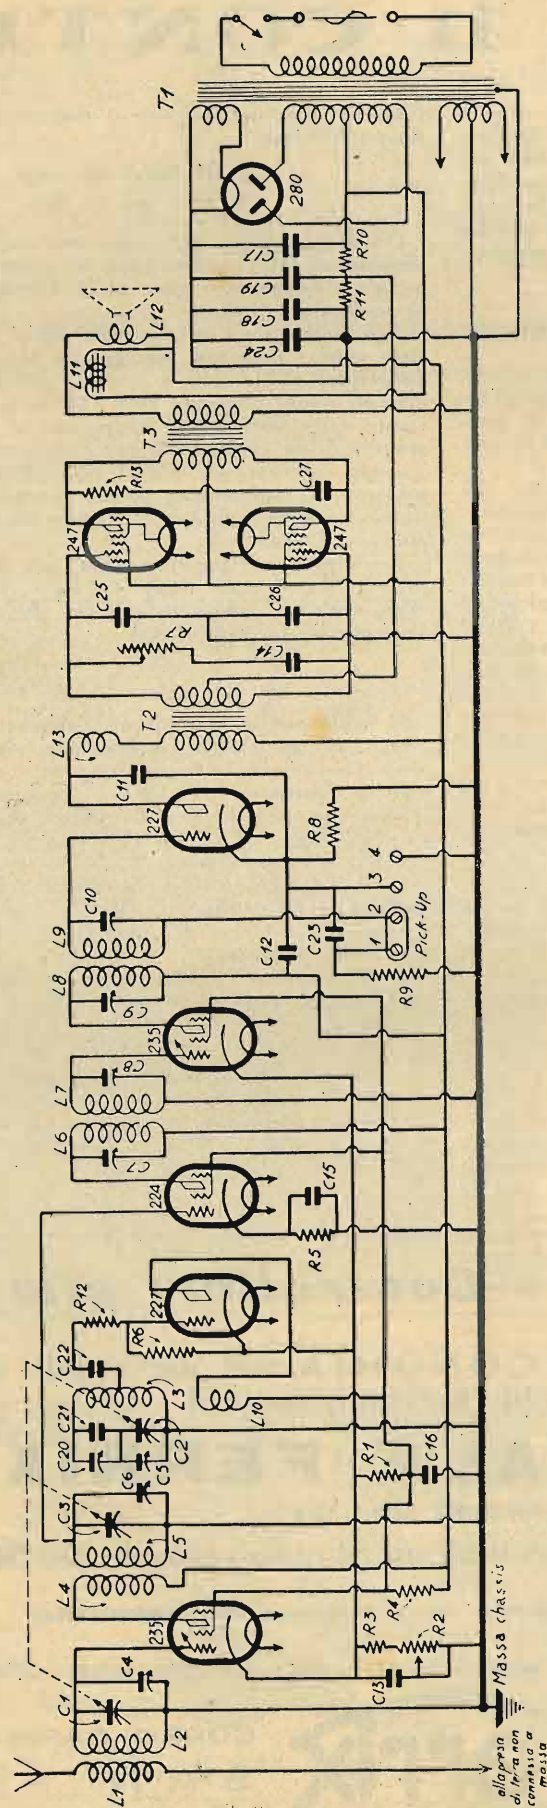 T1
280
C17
C19
C18
C24
R10
R11
L12
L11
T3
R13
C27
247
247
C25
C26
R7
C14
T2
L13
C11
227
R8
C10
L9
4
3
2
1
Pick-Up
C12
C23
R9
L8
C9
235
C8
L7
L6
C7
224
C15
R5
R12
227
R6
C22
L3
L10
C21
C20
C2
C5
C6
R1
C16
C3
L5
L4
R4
235
R3
R2
C13
C4
C1
L2
L1
Massa chassis
alla presa
di terra non
connessa a
massa